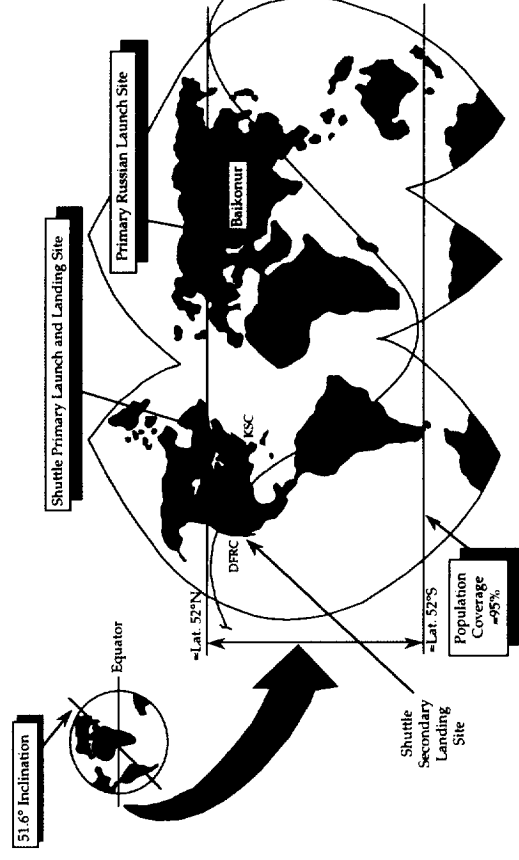 51.6° Inclination
Equator
Shuttle Primary Launch and Landing Site
Primary Russian Launch Site
≈Lat. 52°N
DFRC
KSC
Baikonur
≈Lat. 52°S
Shuttle
Secondary
Landing
Site
Population
Coverage
≈95%